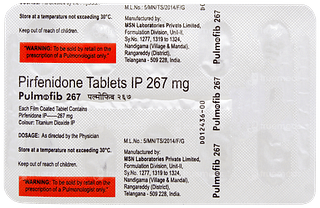 M.L.No.: 5/MN/TS/2014/F/G
Store at a temperature not exceeding 30°C.
Keep out of reach of children.
"WARNING: To be sold by retail on the
prescription of a Pulmonologist only."
Manufactured by:
MSN Laboratories Private Limited,
Formulation Division, Unit-II,
Sy.No. 1277, 1319 to 1324,
Nandigama (Village & Mandal),
Rangareddy (District),
Telangana - 509 228, India.
Pirfenidone Tablets IP 267 mg
Pulmofib 267 पल्मोफिब २६७
Each Film Coated Tablet Contains
Pirfenidone IP-----267 mg
Colour: Titanium Dioxide IP
DOSAGE: As directed by the Physician
Store at a temperature not exceeding 30°C.
Keep out of reach of children.
"WARNING: To be sold by retail on the
prescription of a Pulmonologist only."
M.L.No.: 5/MN/TS/2014/F/G
Manufactured by:
MSN Laboratories Private Limited,
Formulation Division, Unit-II,
Sy.No. 1277, 1319 to 1324,
Nandigama (Village & Mandal),
Rangareddy (District),
Telangana - 509 228, India.
D012436-00
Pulmofib 267
Pulmofib 267